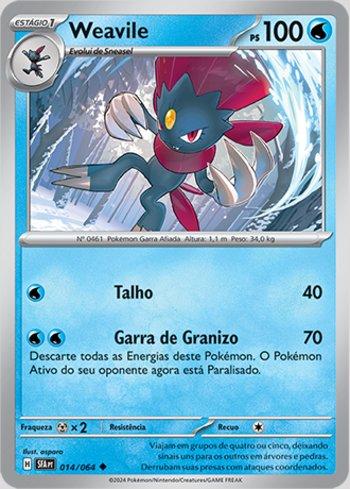 ESTÁGIO 1
Weavile
PS 100
Evolui de Sneasel
Nº 0461 Pokémon Garra Afiada Altura: 1,1 m Peso: 34,0 kg
Talho 40
Garra de Granizo 70
Descarte todas as Energias deste Pokémon. O Pokémon
Ativo do seu oponente agora está Paralisado.
Fraqueza x2 Resistência Recuo
Ilust. osparo
H SFA PT 014/064
Viajam em grupos de quatro ou cinco, deixando
sinais uns para os outros em árvores e pedras.
Derrubam suas presas com ataques coordenados.
©2024 Pokémon/Nintendo/Creatures/GAME FREAK